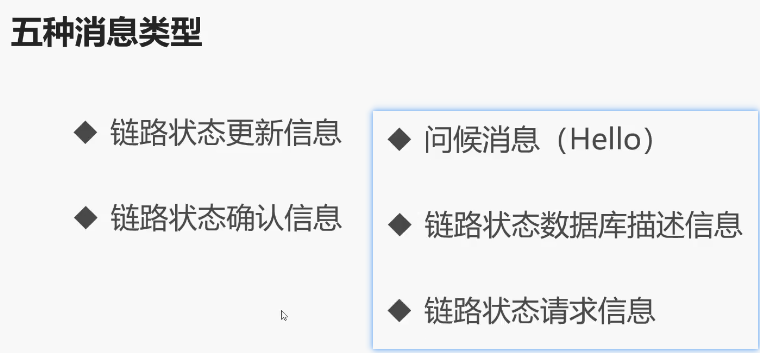 五种消息类型
◆ 链路状态更新信息
◆ 链路状态确认信息
◆ 问候消息（Hello）
◆ 链路状态数据库描述信息
◆ 链路状态请求信息